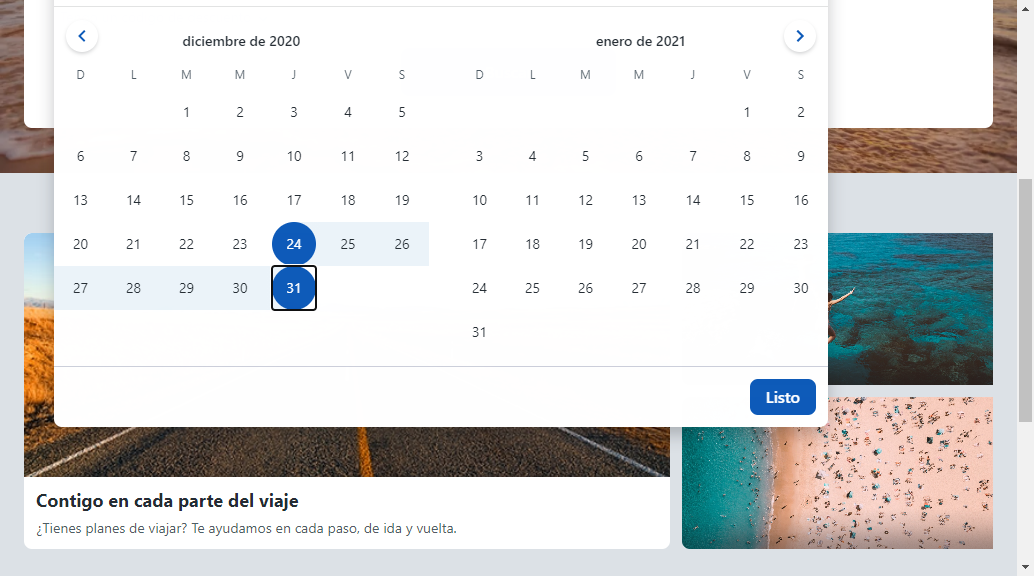 diciembre de 2020
D L M M J V S
1 2 3 4 5
6 7 8 9 10 11 12
13 14 15 16 17 18 19
20 21 22 23 24 25 26
27 28 29 30 31
enero de 2021
D L M M J V S
1 2
3 4 5 6 7 8 9
10 11 12 13 14 15 16
17 18 19 20 21 22 23
24 25 26 27 28 29 30
31
Listo
Contigo en cada parte del viaje
¿Tienes planes de viajar? Te ayudamos en cada paso, de ida y vuelta.